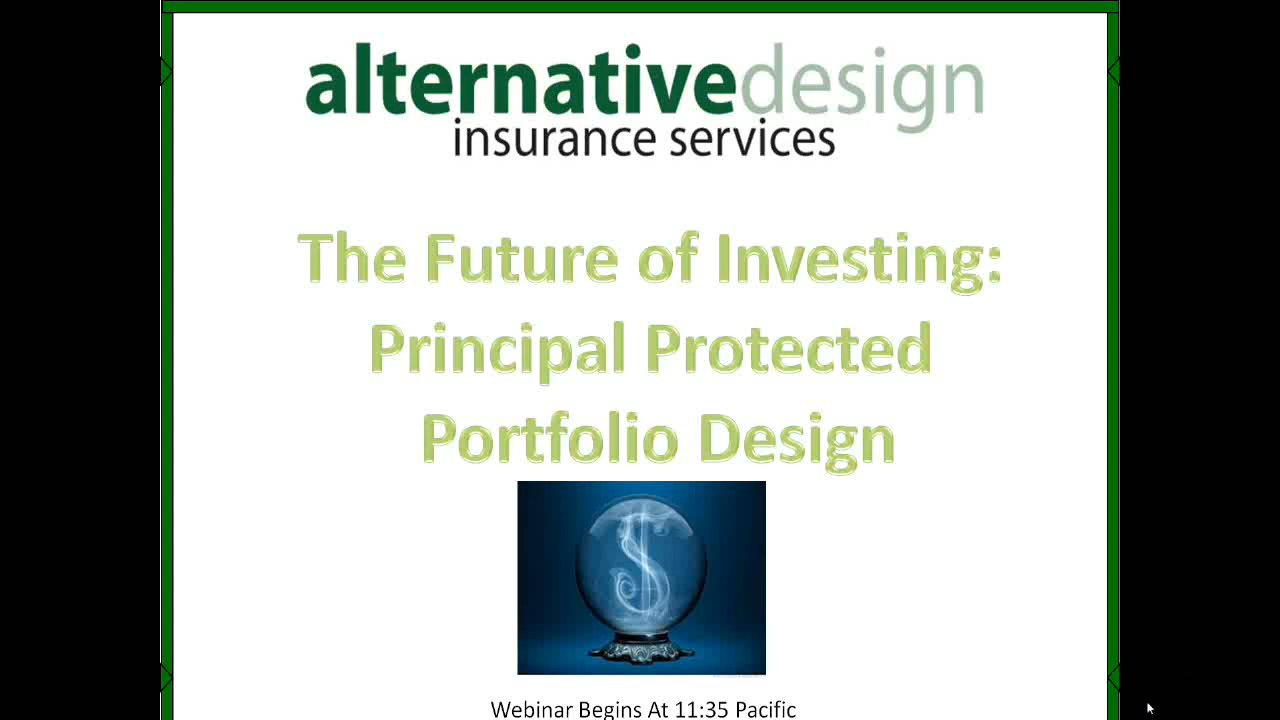 alternativedesign
insurance services
The Future of Investing:
Principal Protected
Portfolio Design
Webinar Begins At 11:35 Pacific